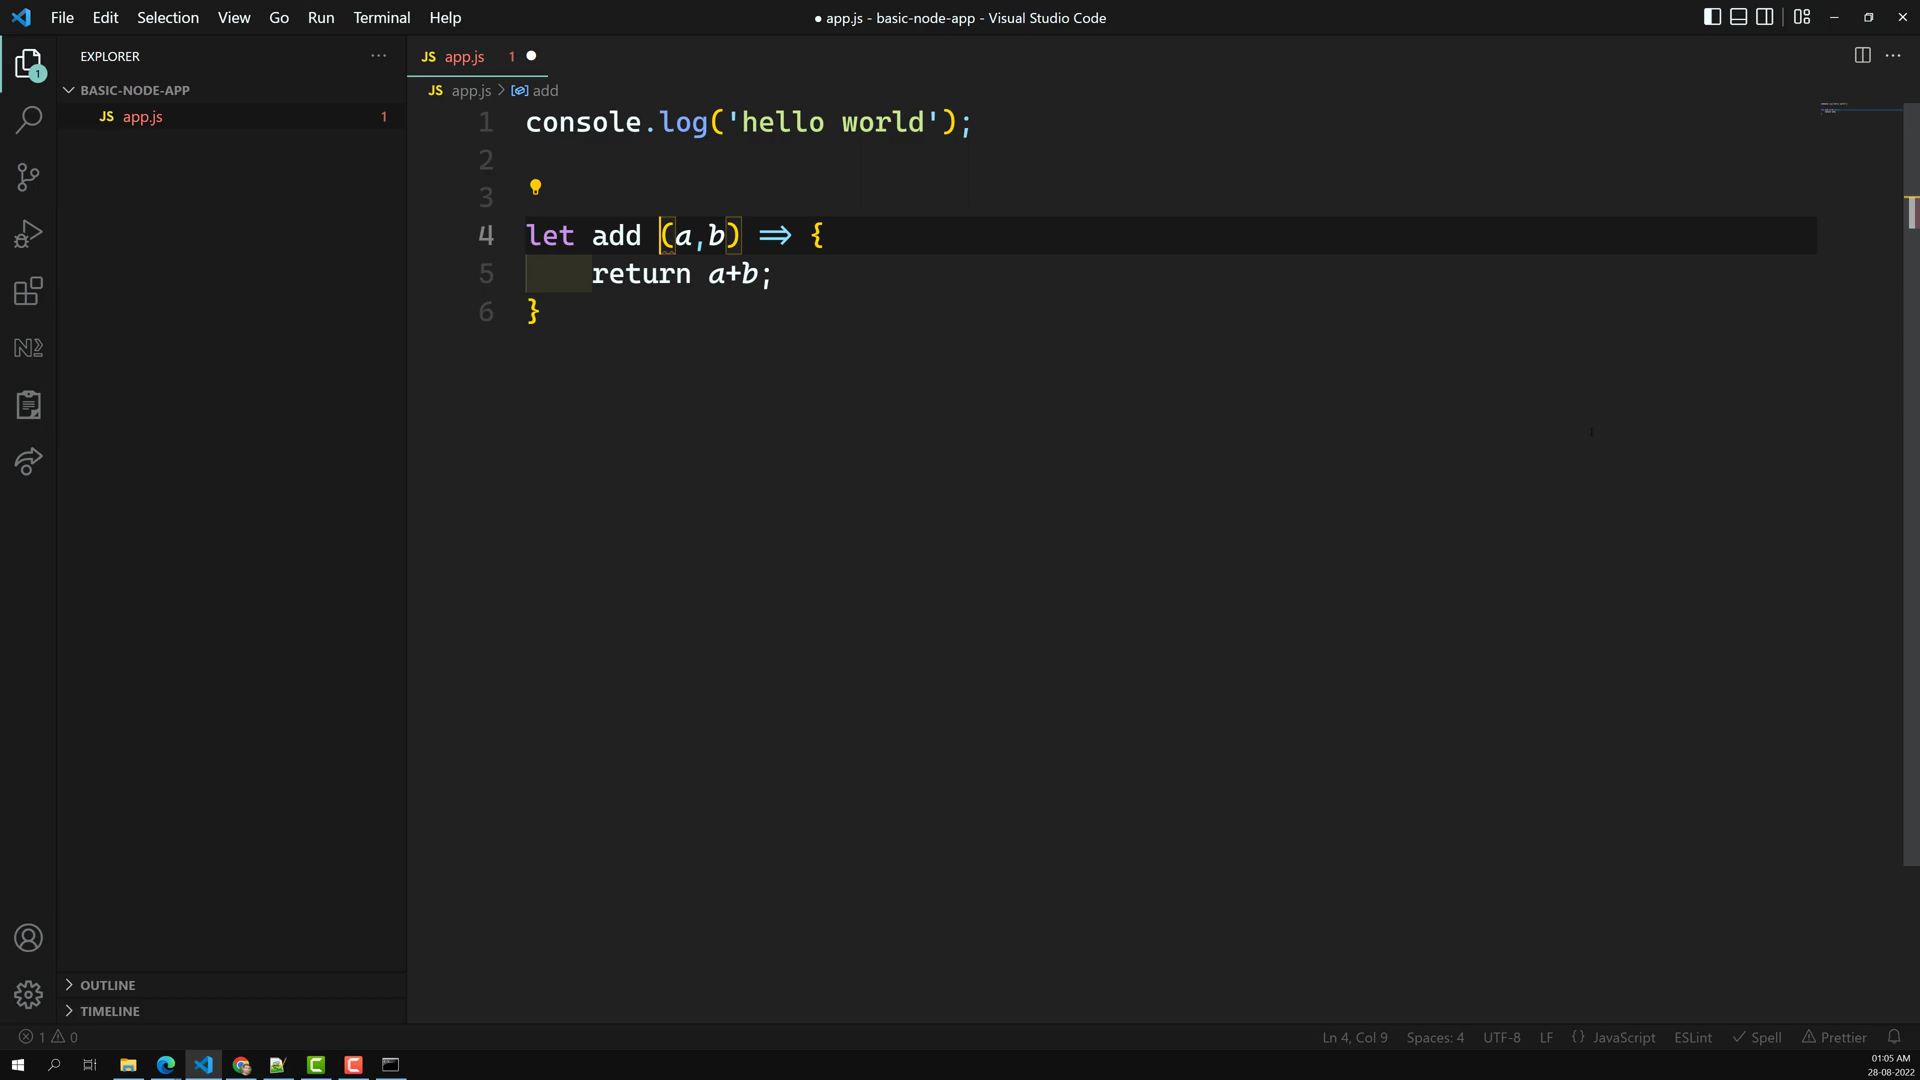 File Edit Selection View Go Run Terminal Help
● app.js - basic-node-app - Visual Studio Code
EXPLORER
1
BASIC-NODE-APP
JS app.js 1
JS app.js 1
JS app.js > add
1 console.log('hello world');
2
3
4 let add (a,b) => {
5 return a+b;
6 }
OUTLINE
TIMELINE
1 0
Ln 4, Col 9 Spaces: 4 UTF-8 LF {} JavaScript ESLint Spell Prettier
01:05 AM
28-08-2022